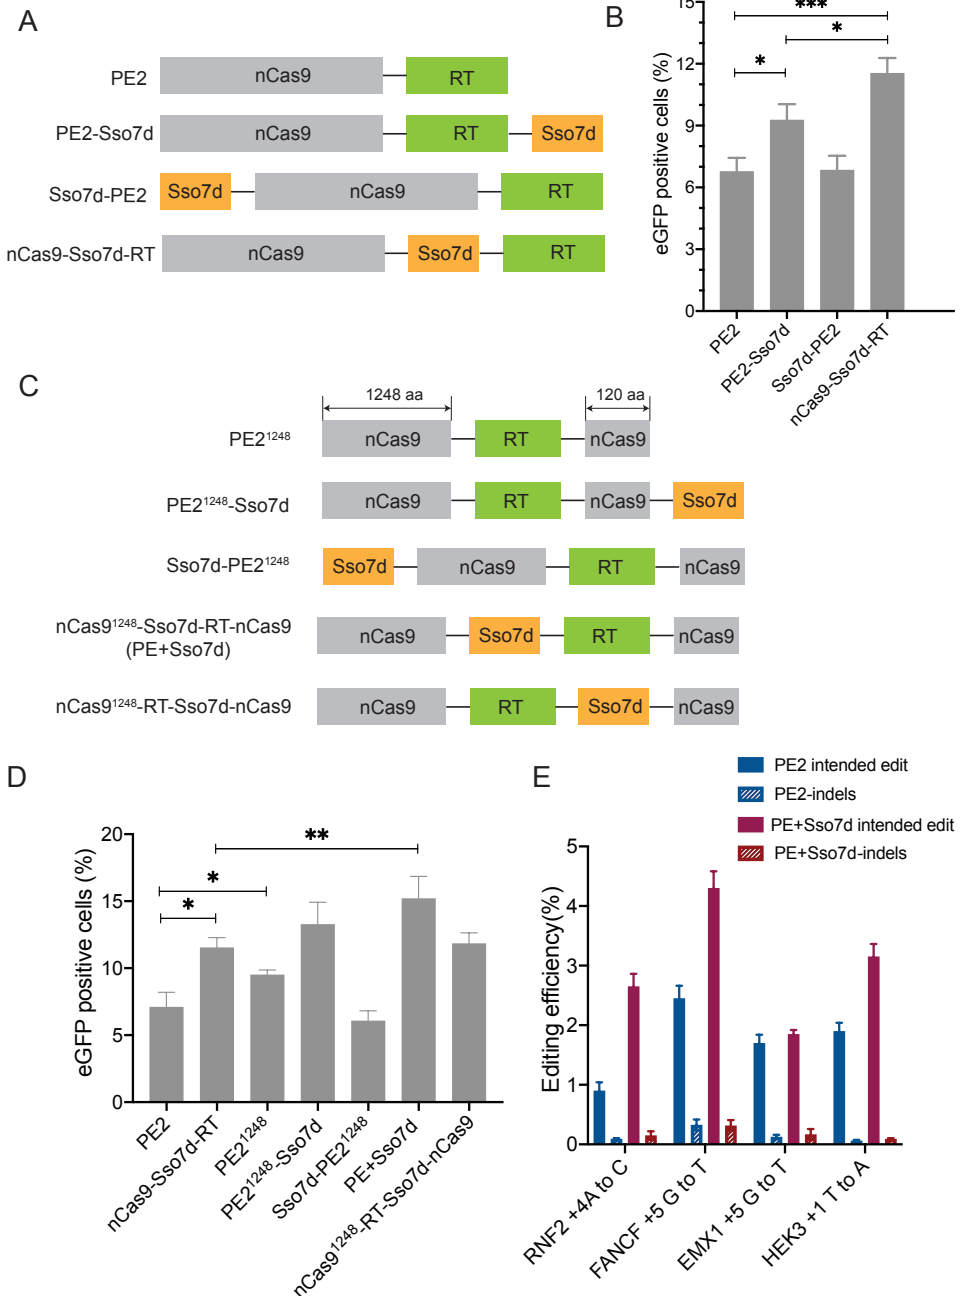 A
PE2
nCas9
RT
PE2-Sso7d
nCas9
RT
Sso7d
Sso7d-PE2
Sso7d
nCas9
RT
nCas9-Sso7d-RT
nCas9
Sso7d
RT
B
eGFP positive cells (%)
15
12
9
6
3
0
***
*
*
PE2
PE2-Sso7d
Sso7d-PE2
nCas9-Sso7d-RT
C
1248 aa
120 aa
PE2¹²⁴⁸
nCas9
RT
nCas9
PE2¹²⁴⁸-Sso7d
nCas9
RT
nCas9
Sso7d
Sso7d-PE2¹²⁴⁸
Sso7d
nCas9
RT
nCas9
nCas9¹²⁴⁸-Sso7d-RT-nCas9
(PE+Sso7d)
nCas9
Sso7d
RT
nCas9
nCas9¹²⁴⁸-RT-Sso7d-nCas9
nCas9
RT
Sso7d
nCas9
D
eGFP positive cells (%)
20
15
10
5
0
**
*
*
PE2
nCas9-Sso7d-RT
PE2¹²⁴⁸
PE2¹²⁴⁸-Sso7d
Sso7d-PE2¹²⁴⁸
PE+Sso7d
nCas9¹²⁴⁸-RT-Sso7d-nCas9
E
PE2 intended edit
PE2-indels
PE+Sso7d intended edit
PE+Sso7d-indels
Editing efficiency(%)
5
4
3
2
1
0
RNF2 +4A to C
FANCF +5 G to T
EMX1 +5 G to T
HEK3 +1 T to A